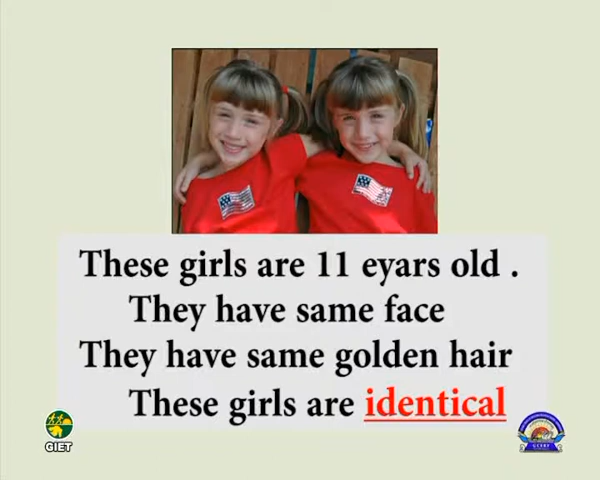 These girls are 11 eyars old .
They have same face
They have same golden hair
These girls are identical
GIET